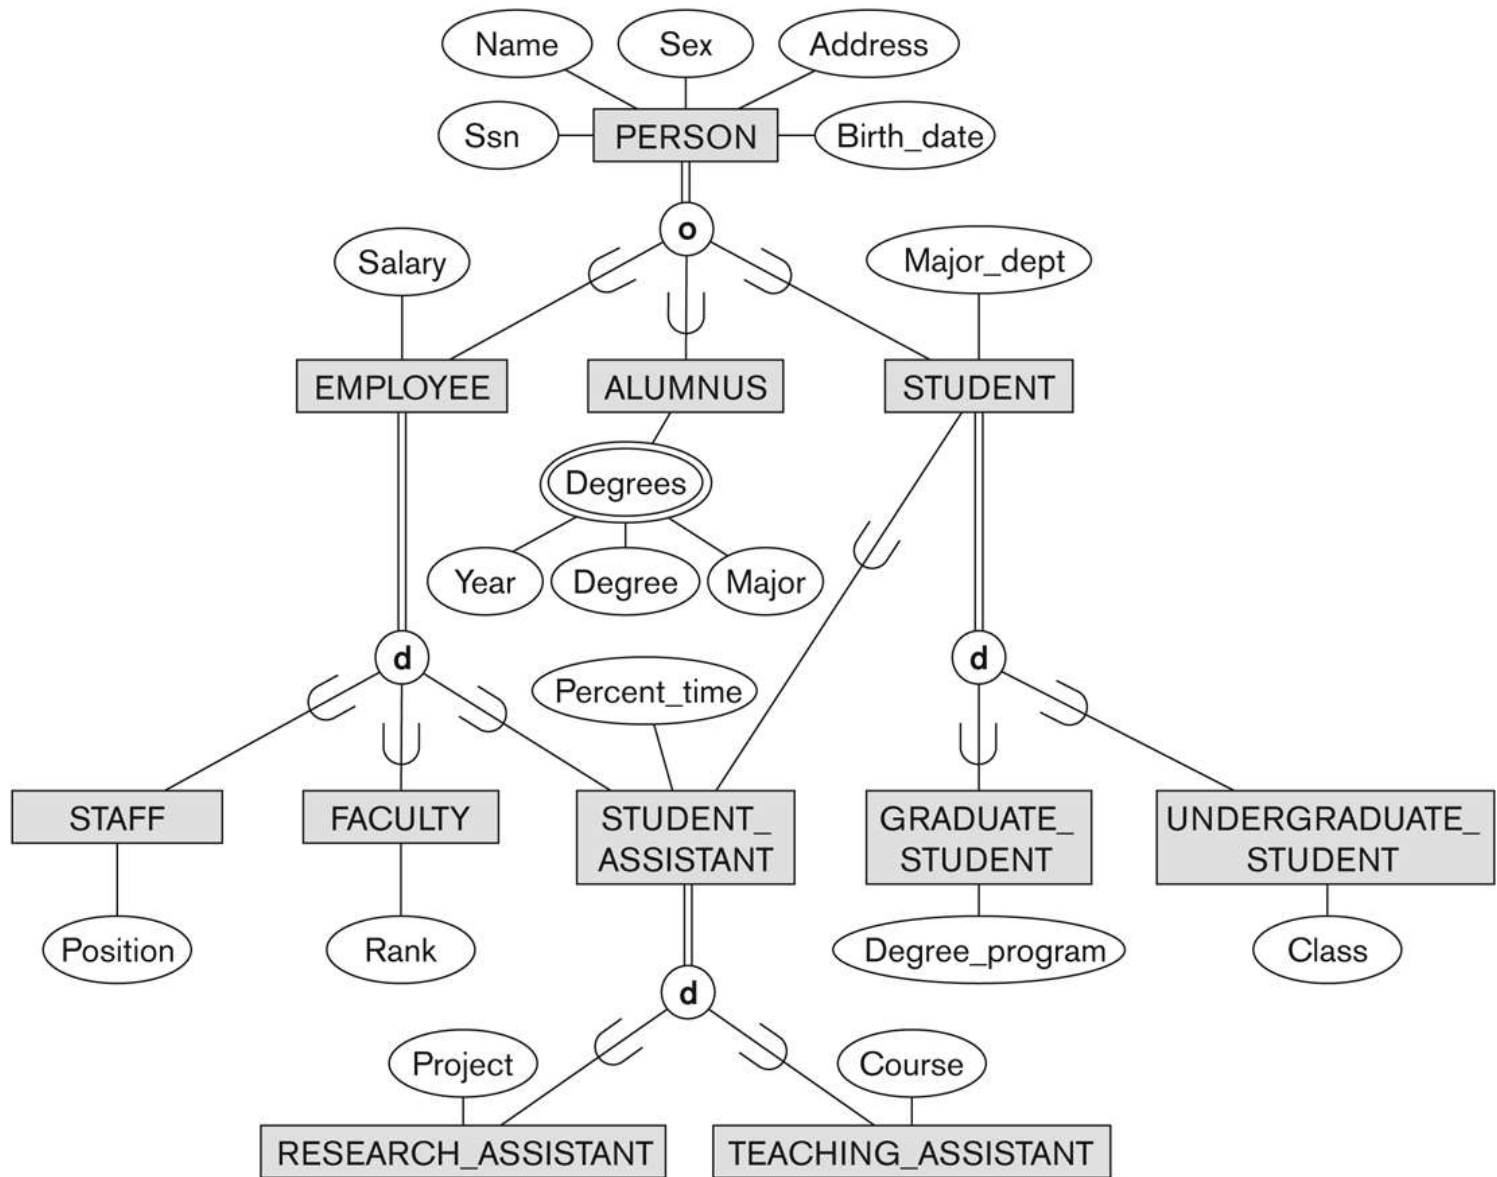 Name
Sex
Address
Ssn
PERSON
Birth_date
o
Salary
Major_dept
EMPLOYEE
ALUMNUS
STUDENT
Degrees
Year
Degree
Major
d
d
Percent_time
STAFF
FACULTY
STUDENT_
ASSISTANT
GRADUATE_
STUDENT
UNDERGRADUATE_
STUDENT
Position
Rank
Degree_program
Class
d
Project
Course
RESEARCH_ASSISTANT
TEACHING_ASSISTANT